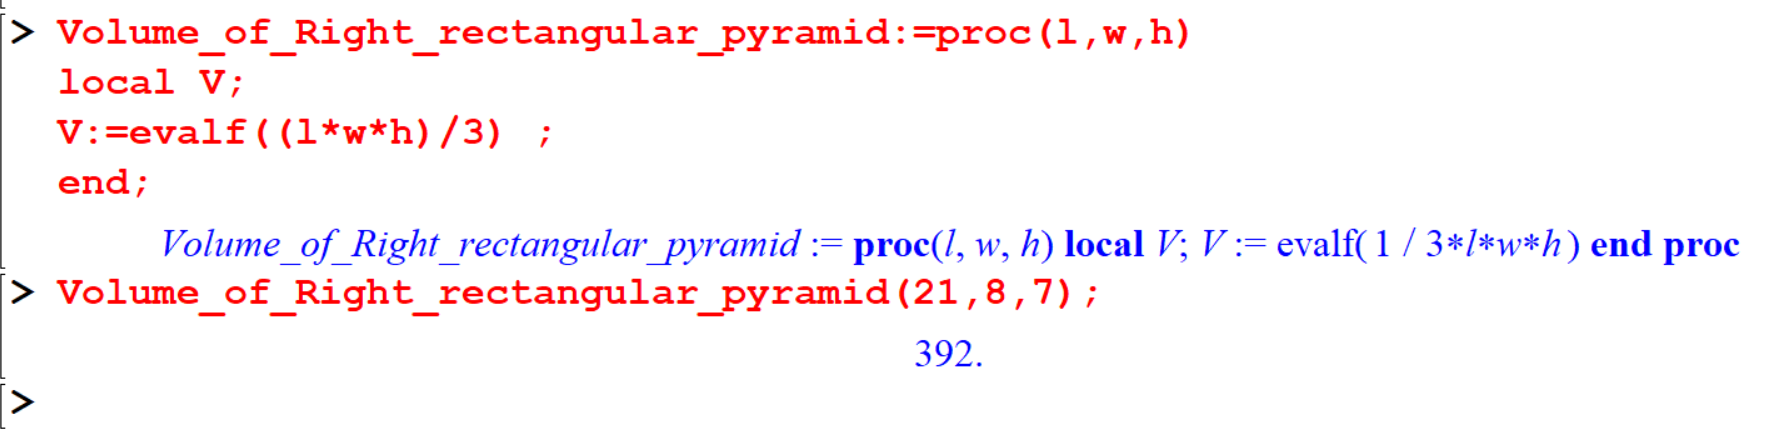 > Volume_of_Right_rectangular_pyramid:=proc(l,w,h)
local V;
V:=evalf((l*w*h)/3) ;
end;
Volume_of_Right_rectangular_pyramid := proc(l, w, h) local V; V := evalf( 1 / 3*l*w*h ) end proc
> Volume_of_Right_rectangular_pyramid(21,8,7);
392.
>